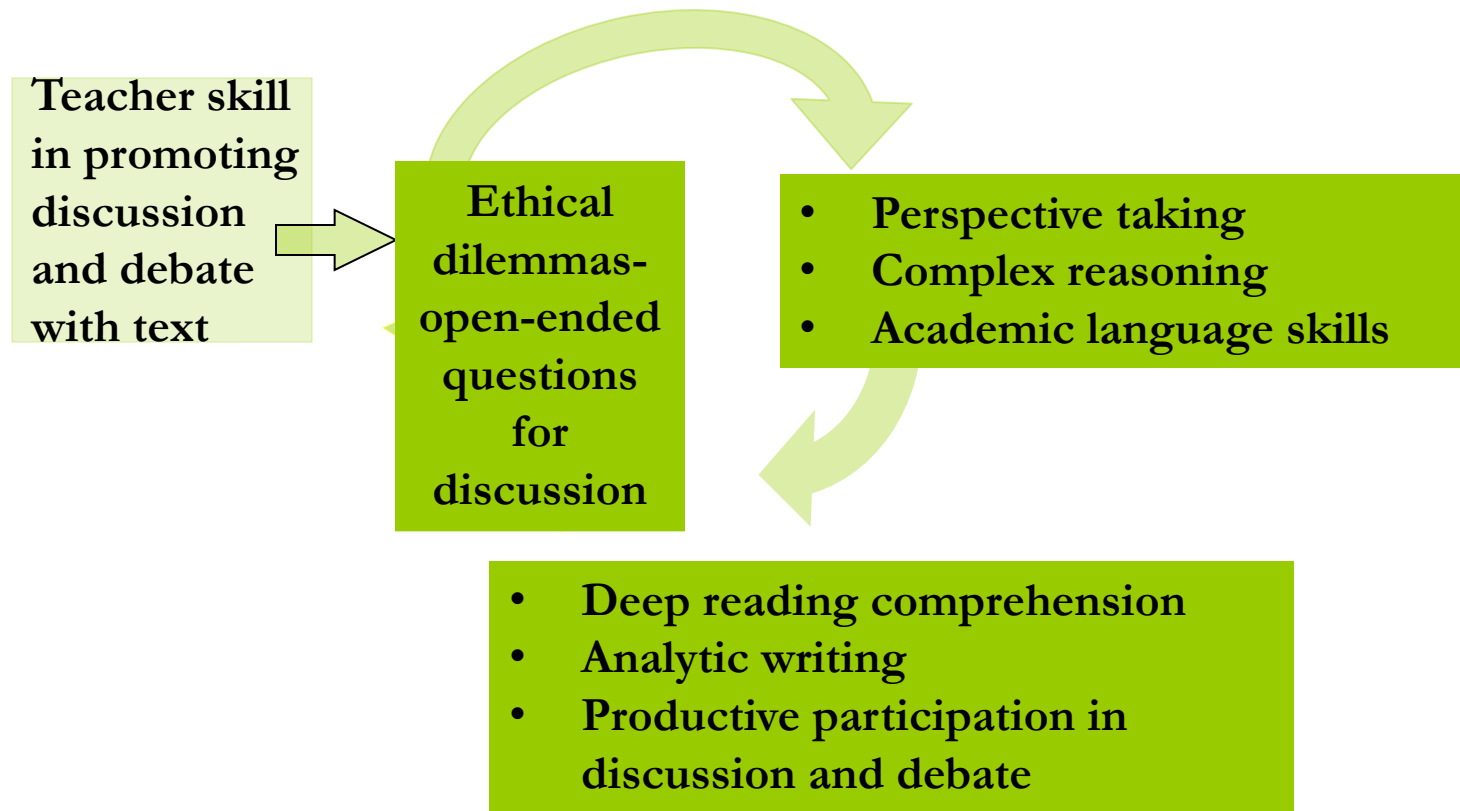 Teacher skill
in promoting
discussion
and debate
with text
Ethical
dilemmas-
open-ended
questions
for
discussion
• Perspective taking
• Complex reasoning
• Academic language skills
• Deep reading comprehension
• Analytic writing
• Productive participation in
discussion and debate